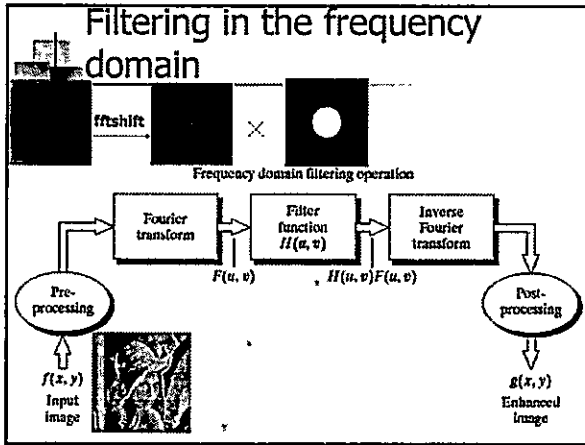 Filtering in the frequency
domain
fftshift
Frequency domain filtering operation
Fourier
transform
Filter
function
H(u, v)
Inverse
Fourier
transform
F(u, v)
H(u, v)F(u, v)
Pre-
processing
Post-
processing
f(x, y)
Input
image
g(x, y)
Enhanced
image